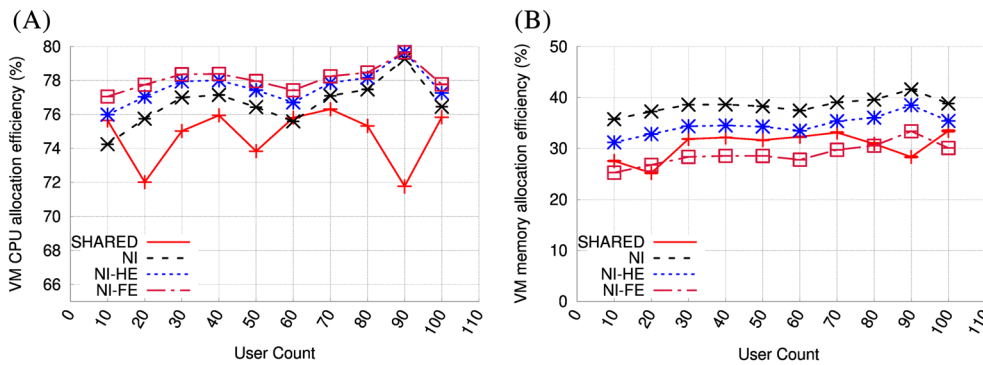 (A)
VM CPU allocation efficiency (%)
80
78
76
74
72
70
68
66
SHARED
NI
NI-HE
NI-FE
0
10
20
30
40
50
60
70
80
90
100
110
User Count
(B)
VM memory allocation efficiency (%)
50
40
30
20
10
0
SHARED
NI
NI-HE
NI-FE
0
10
20
30
40
50
60
70
80
90
100
110
User Count